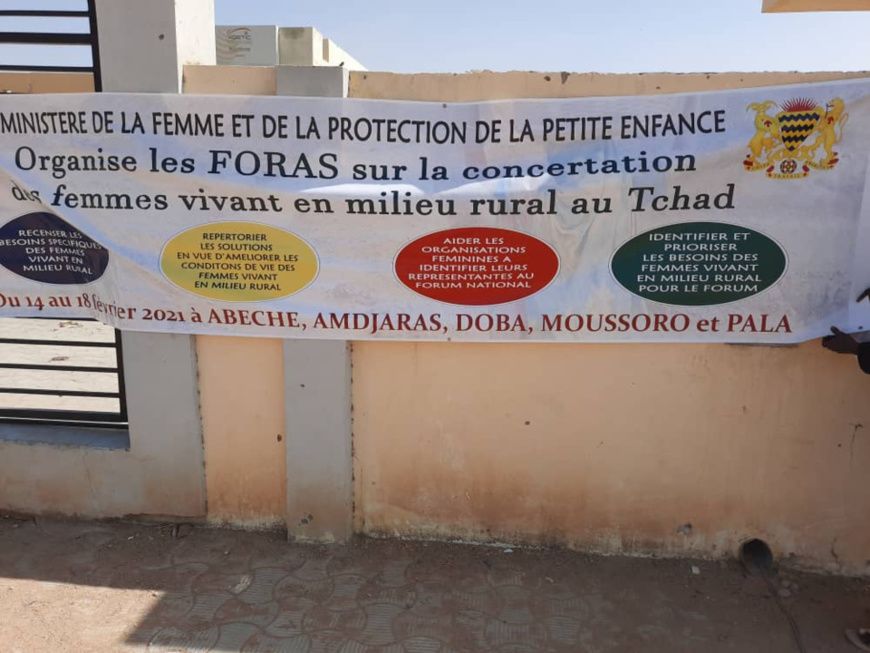 MINISTERE DE LA FEMME ET DE LA PROTECTION DE LA PETITE ENFANCE
Organise les FORAS sur la concertation
des femmes vivant en milieu rural au Tchad
RECENSER LES
BESOINS SPECIFIQUES
DES FEMMES
VIVANT EN
MILIEU RURAL
REPERTORIER
LES SOLUTIONS
EN VUE D'AMELIORER LES
CONDITONS DE VIE DES
FEMMES VIVANT
EN MILIEU RURAL
AIDER LES
ORGANISATIONS
FEMININES A
IDENTIFIER LEURS
REPRESENTANTES AU
FORUM NATIONAL
IDENTIFIER ET
PRIORISER
LES BESOINS DES
FEMMES VIVANT
EN MILIEU RURAL
POUR LE FORUM
Du 14 au 18 février 2021 à ABECHE, AMDJARAS, DOBA, MOUSSORO et PALA